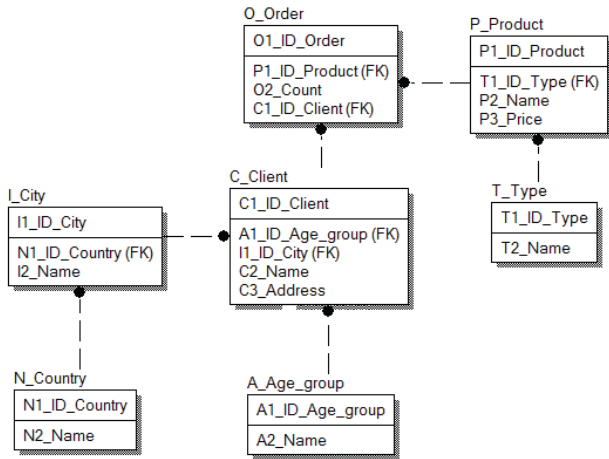 O_Order
O1_ID_Order
P1_ID_Product (FK)
O2_Count
C1_ID_Client (FK)
P_Product
P1_ID_Product
T1_ID_Type (FK)
P2_Name
P3_Price
I_City
I1_ID_City
N1_ID_Country (FK)
I2_Name
C_Client
C1_ID_Client
A1_ID_Age_group (FK)
I1_ID_City (FK)
C2_Name
C3_Address
T_Type
T1_ID_Type
T2_Name
N_Country
N1_ID_Country
N2_Name
A_Age_group
A1_ID_Age_group
A2_Name